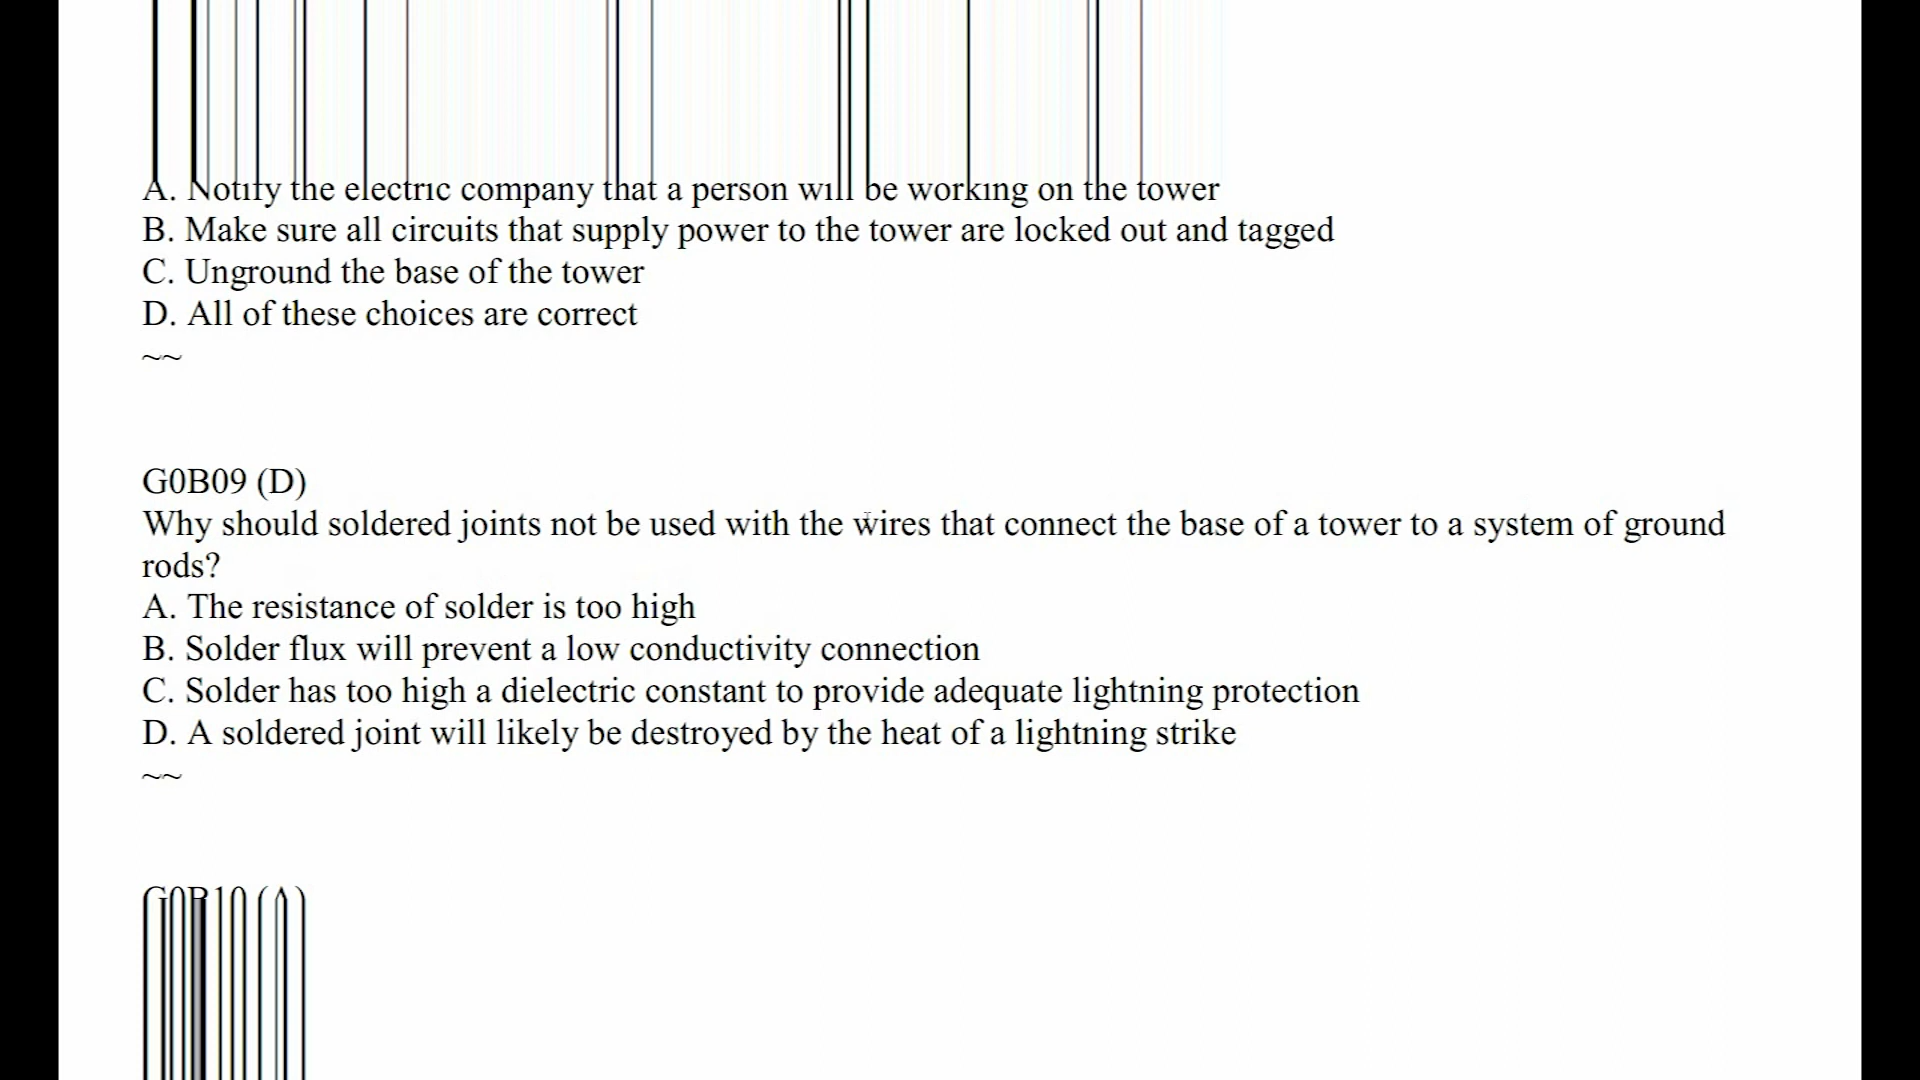 A. Notify the electric company that a person will be working on the tower
B. Make sure all circuits that supply power to the tower are locked out and tagged
C. Unground the base of the tower
D. All of these choices are correct
~~
G0B09 (D)
Why should soldered joints not be used with the wires that connect the base of a tower to a system of ground
rods?
A. The resistance of solder is too high
B. Solder flux will prevent a low conductivity connection
C. Solder has too high a dielectric constant to provide adequate lightning protection
D. A soldered joint will likely be destroyed by the heat of a lightning strike
~~
G0B10 (A)